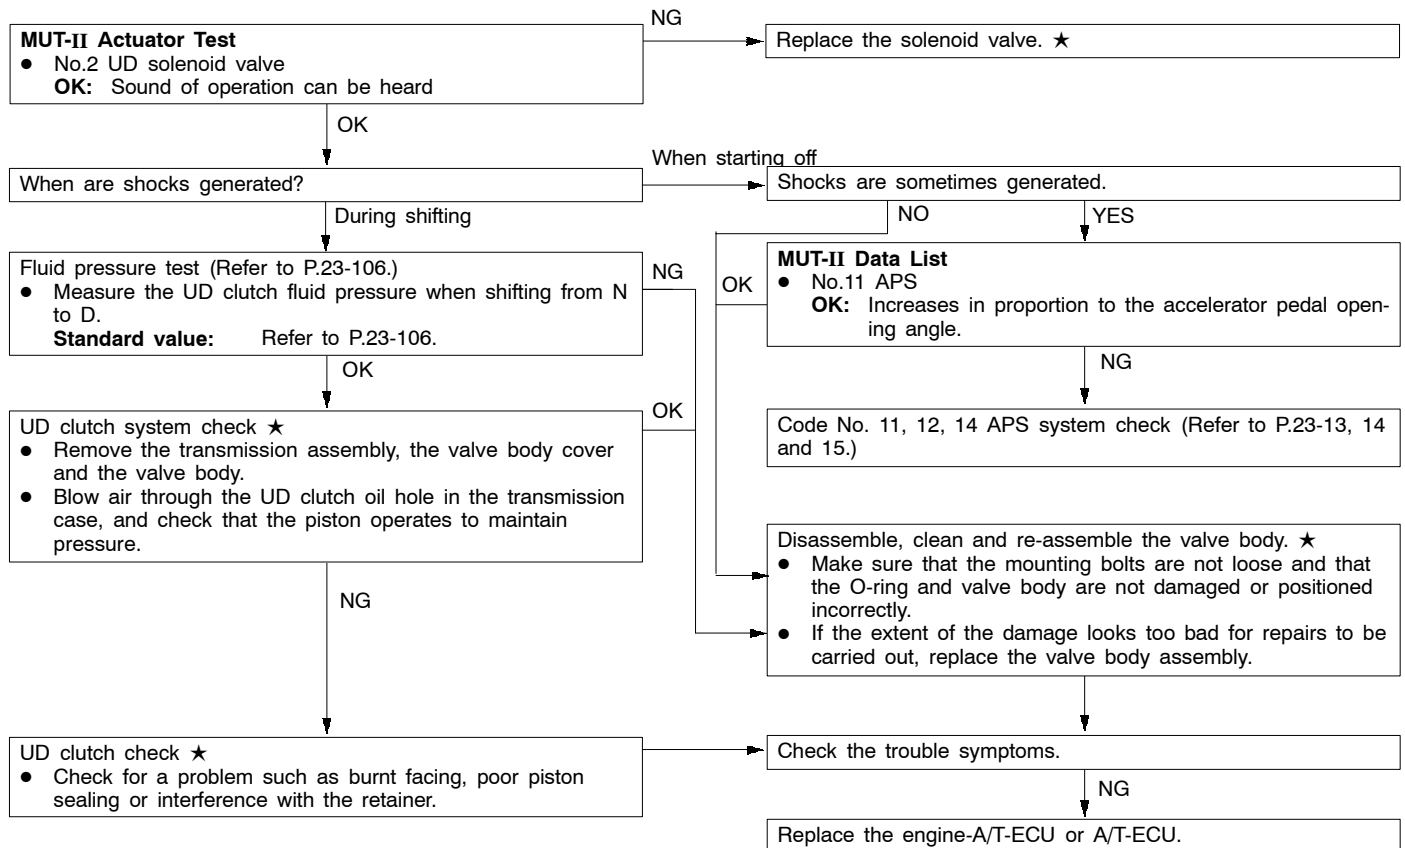 MUT-II Actuator Test
● No.2 UD solenoid valve
OK: Sound of operation can be heard
NG
Replace the solenoid valve. ★
OK
When are shocks generated?
When starting off
Shocks are sometimes generated.
During shifting
NO
YES
Fluid pressure test (Refer to P.23-106.)
● Measure the UD clutch fluid pressure when shifting from N
to D.
Standard value: Refer to P.23-106.
NG
OK
MUT-II Data List
● No.11 APS
OK: Increases in proportion to the accelerator pedal open-
ing angle.
OK
NG
UD clutch system check ★
● Remove the transmission assembly, the valve body cover
and the valve body.
● Blow air through the UD clutch oil hole in the transmission
case, and check that the piston operates to maintain
pressure.
OK
Code No. 11, 12, 14 APS system check (Refer to P.23-13, 14
and 15.)
Disassemble, clean and re-assemble the valve body. ★
● Make sure that the mounting bolts are not loose and that
the O-ring and valve body are not damaged or positioned
incorrectly.
● If the extent of the damage looks too bad for repairs to be
carried out, replace the valve body assembly.
NG
UD clutch check ★
● Check for a problem such as burnt facing, poor piston
sealing or interference with the retainer.
Check the trouble symptoms.
NG
Replace the engine-A/T-ECU or A/T-ECU.